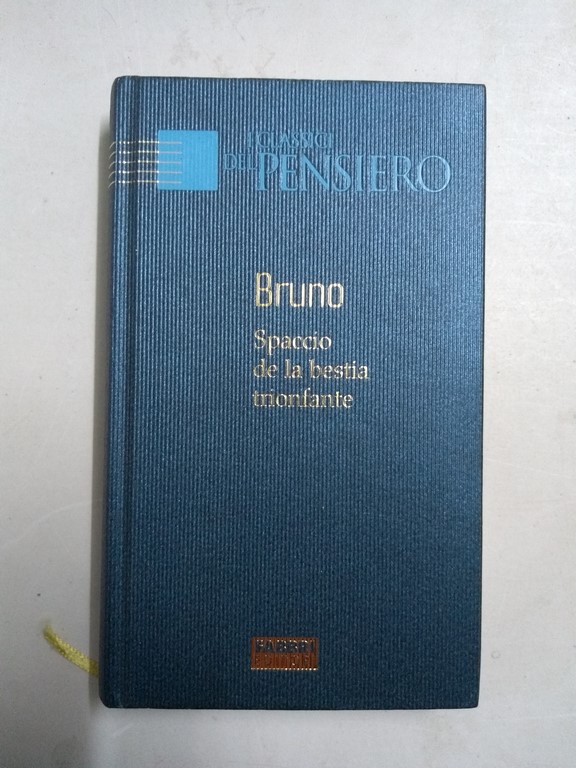 I CLASSICI
DEL PENSIERO
Bruno
Spaccio
de la bestia
trionfante
FABBRI
EDITORI